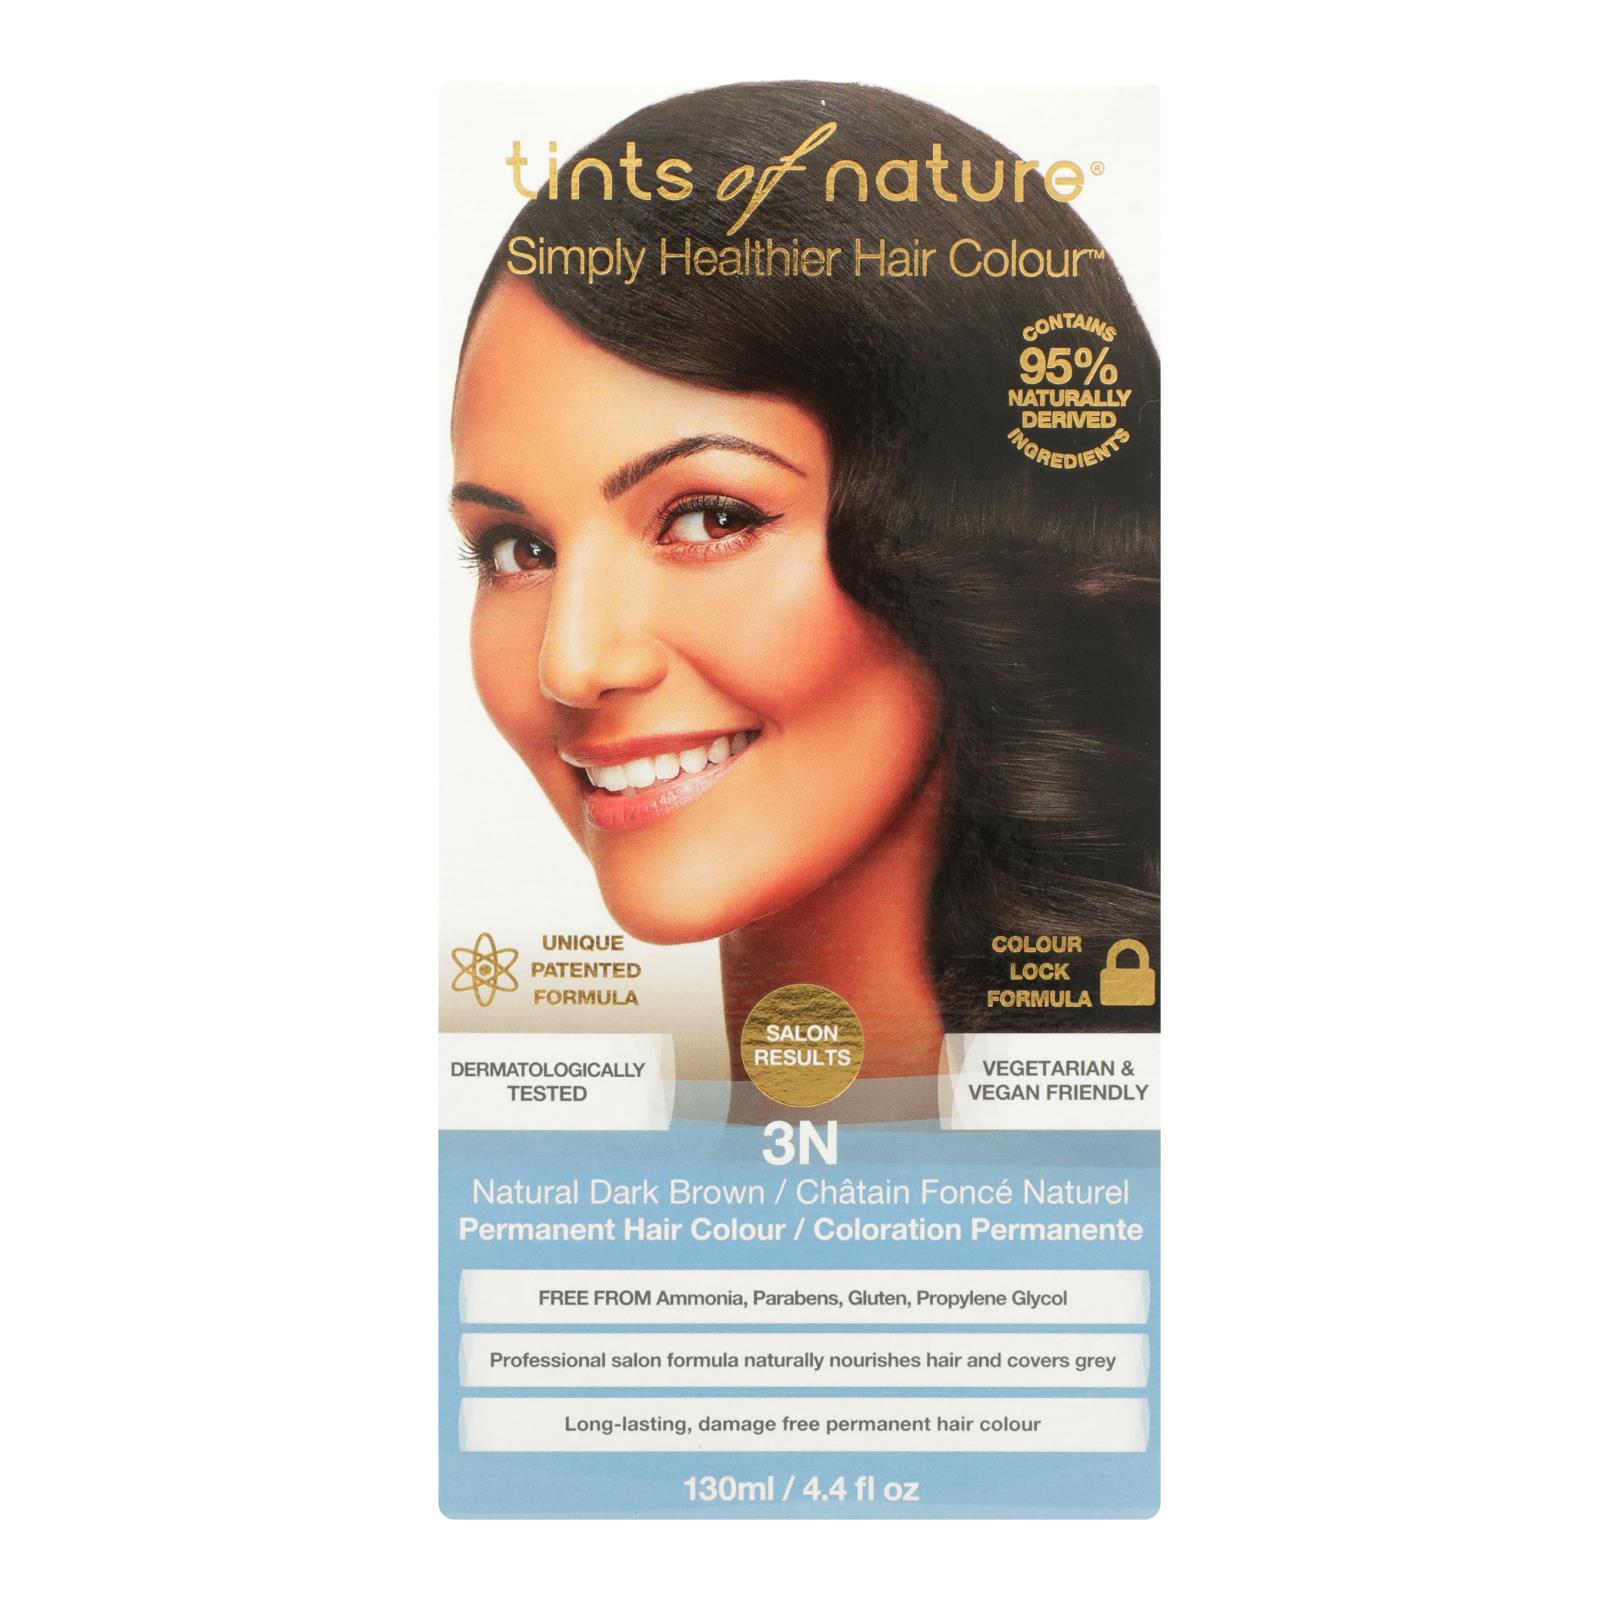 tints of nature®
Simply Healthier Hair Colour™
CONTAINS
95%
NATURALLY
DERIVED
INGREDIENTS
UNIQUE
PATENTED
FORMULA
COLOUR
LOCK
FORMULA
SALON
RESULTS
DERMATOLOGICALLY
TESTED
VEGETARIAN &
VEGAN FRIENDLY
3N
Natural Dark Brown / Châtain Foncé Naturel
Permanent Hair Colour / Coloration Permanente
FREE FROM Ammonia, Parabens, Gluten, Propylene Glycol
Professional salon formula naturally nourishes hair and covers grey
Long-lasting, damage free permanent hair colour
130ml / 4.4 fl oz